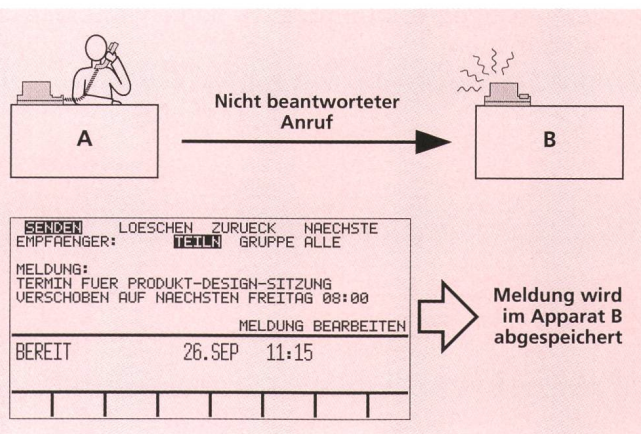 Nicht beantworteter
Anruf
A
B
SENDEN LOESCHEN ZURUECK NAECHSTE
EMPFAENGER: TEILN GRUPPE ALLE
MELDUNG:
TERMIN FUER PRODUKT-DESIGN-SITZUNG
VERSCHOBEN AUF NAECHSTEN FREITAG 08:00
MELDUNG BEARBEITEN
BEREIT 26.SEP 11:15
Meldung wird
im Apparat B
abgespeichert